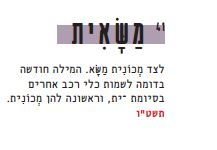 41 מַשָּׂאִית
לצד מְכוֹנִית מַשָּׂא. המילה חודשה
בדומה לשמות כלי רכב אחרים
בסיומת ־ית, וראשונה להן מְכוֹנִית.
תשט"ו